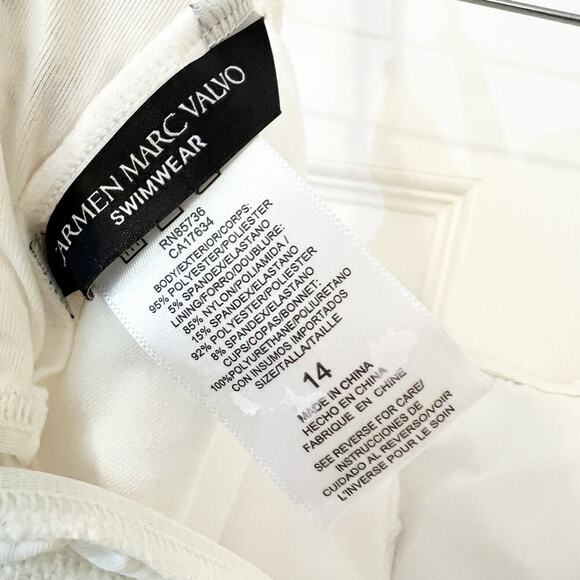 ARMEN MARC VALVO
SWIMWEAR
RN85736
CA17634
BODY/EXTERIOR/CORPS:
95% POLYESTER/POLIESTER
5% SPANDEX/ELASTANO
LINING/FORRO/DOUBLURE:
85% NYLON/POLIAMIDA/
15% SPANDEX/ELASTANO
92% POLYESTER/POLIESTER
8% SPANDEX/ELASTANO
CUPS/COPAS/BONNET:
100%POLYURETHANE/POLIURETANO
CON INSUMOS IMPORTADOS
SIZE/TALLA/TAILLE
14
MADE IN CHINA
HECHO EN CHINA
FABRIQUE EN CHINE
SEE REVERSE FOR CARE/
INSTRUCCIONES DE
CUIDADO AL REVERSO/VOIR
L'INVERSE POUR LE SOIN